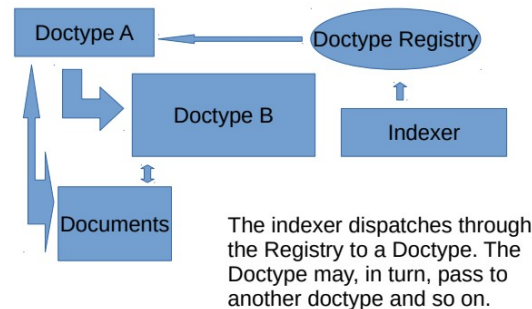 Doctype A
Doctype Registry
Doctype B
Indexer
Documents
The indexer dispatches through
the Registry to a Doctype. The
Doctype may, in turn, pass to
another doctype and so on.